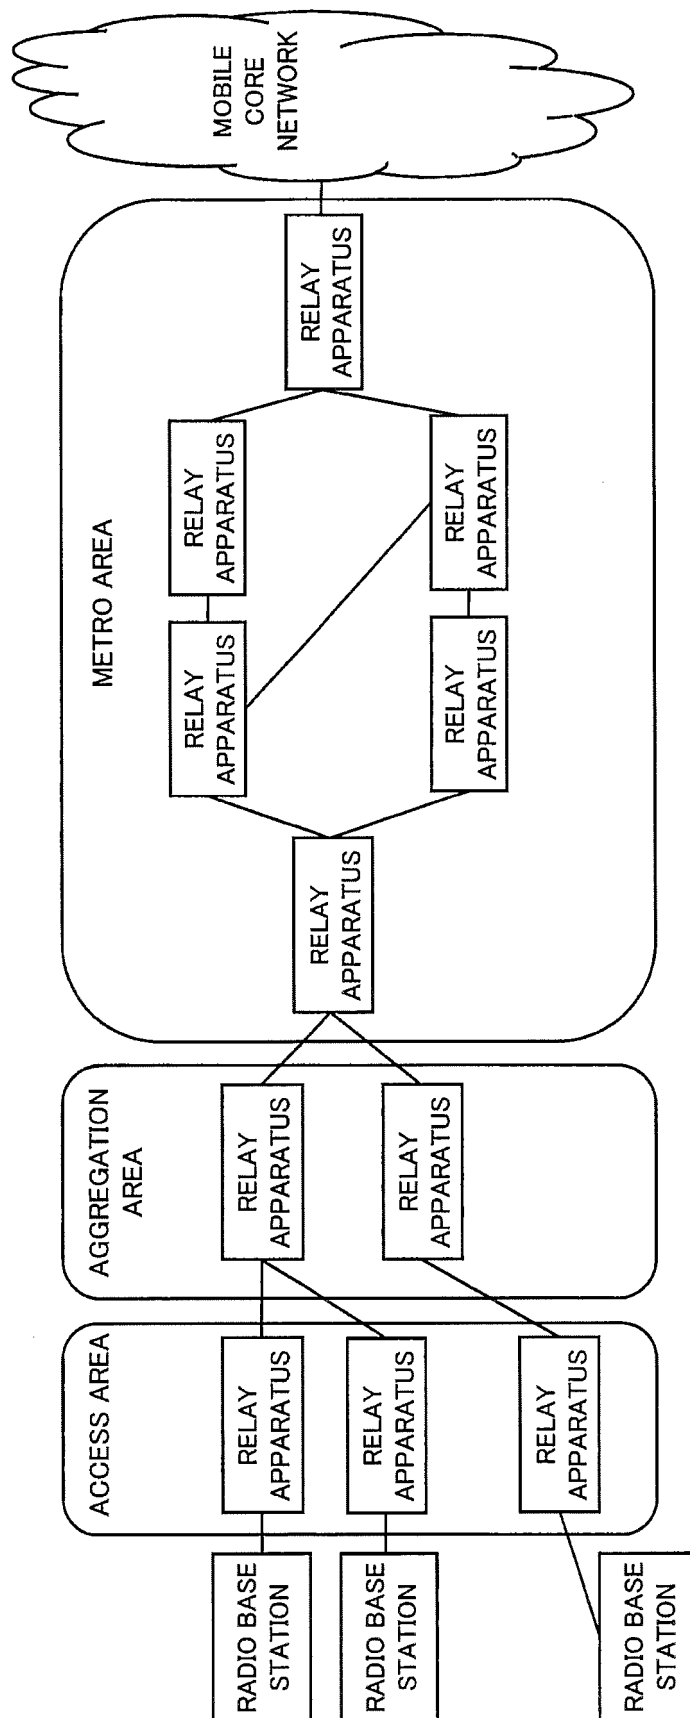 RADIO BASE
STATION
RADIO BASE
STATION
RADIO BASE
STATION
ACCESS AREA
RELAY
APPARATUS
RELAY
APPARATUS
RELAY
APPARATUS
AGGREGATION
AREA
RELAY
APPARATUS
RELAY
APPARATUS
METRO AREA
RELAY
APPARATUS
RELAY
APPARATUS
RELAY
APPARATUS
RELAY
APPARATUS
RELAY
APPARATUS
RELAY
APPARATUS
MOBILE
CORE
NETWORK